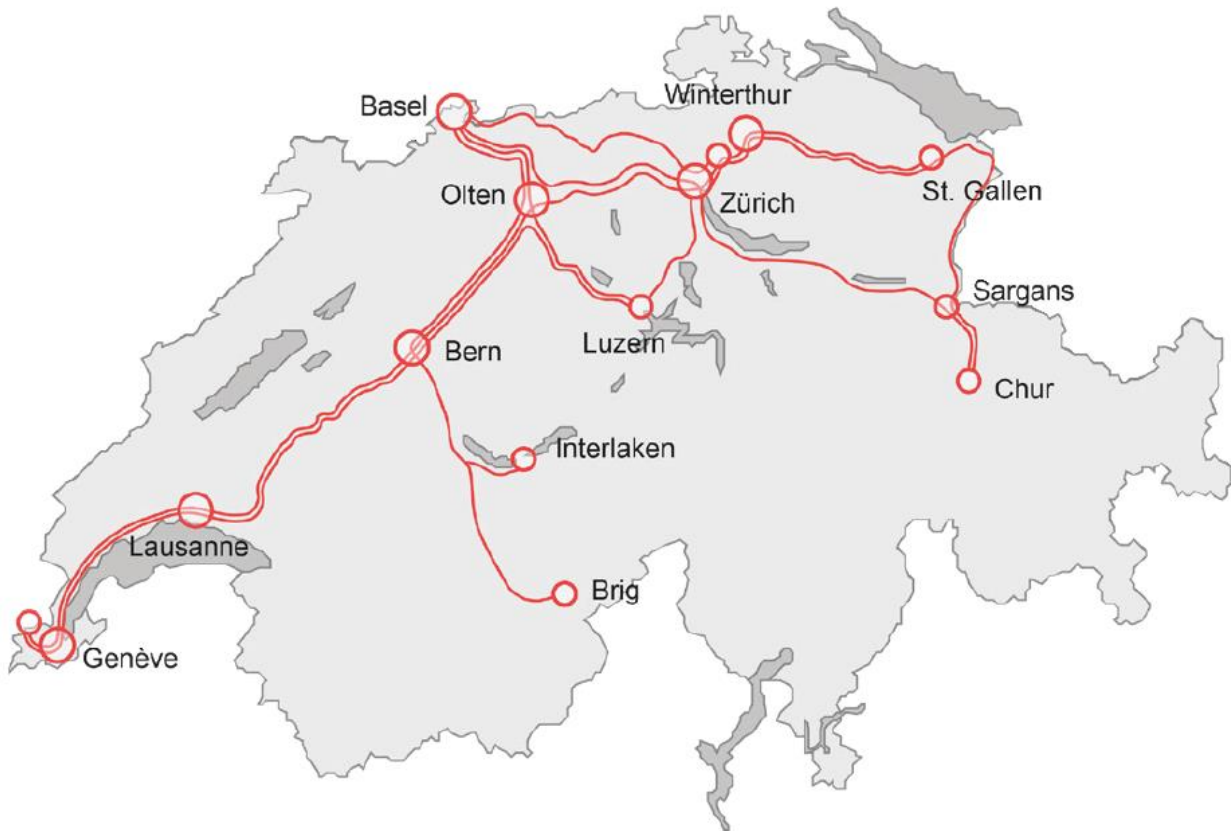 Winterthur
Basel
Olten
Zürich
St. Gallen
Sargans
Luzern
Bern
Chur
Interlaken
Lausanne
Brig
Genève